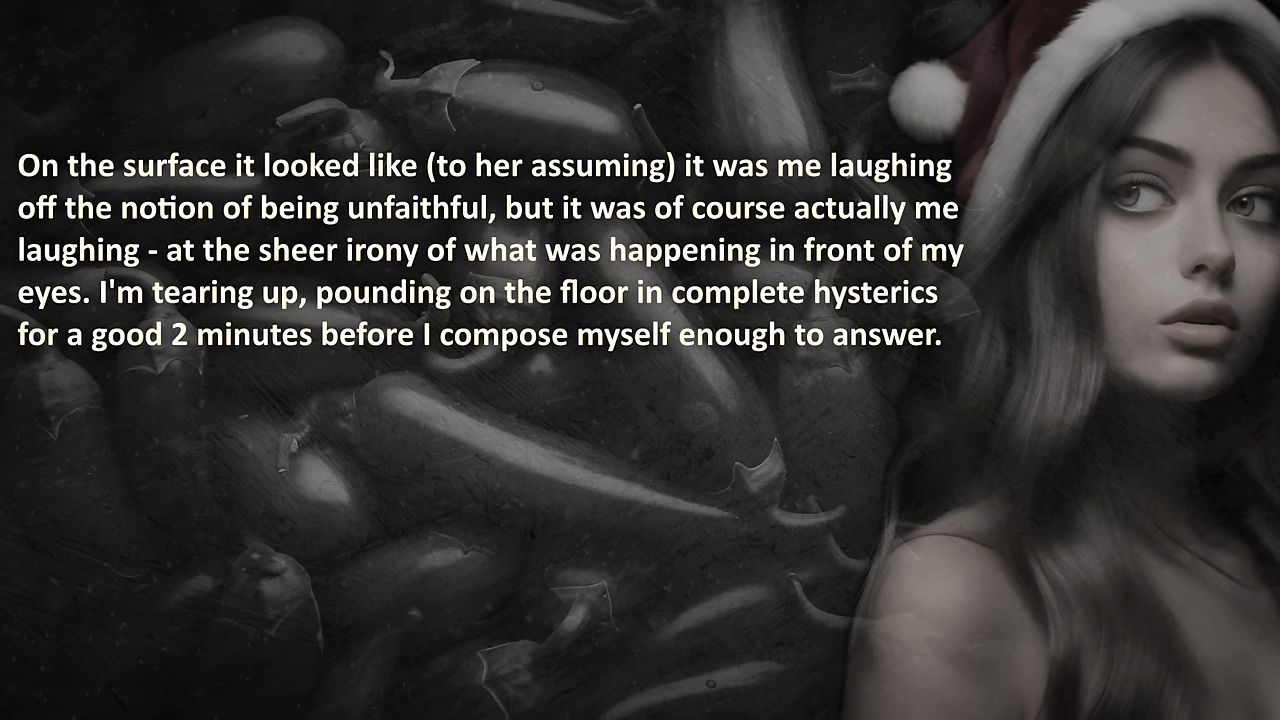 On the surface it looked like (to her assuming) it was me laughing
off the notion of being unfaithful, but it was of course actually me
laughing - at the sheer irony of what was happening in front of my
eyes. I'm tearing up, pounding on the floor in complete hysterics
for a good 2 minutes before I compose myself enough to answer.